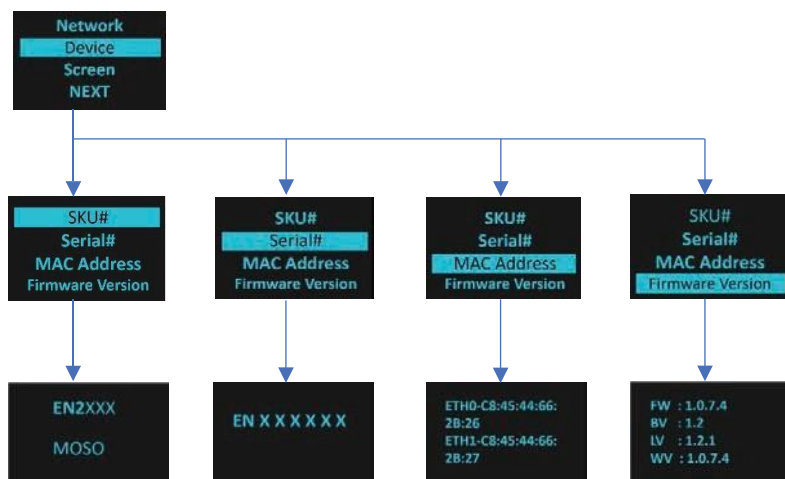 Network
Device
Screen
NEXT
SKU#
Serial#
MAC Address
Firmware Version
SKU#
Serial#
MAC Address
Firmware Version
SKU#
Serial#
MAC Address
Firmware Version
SKU#
Serial#
MAC Address
Firmware Version
EN2XXX
MOSO
EN X X X X X X
ETH0-C8:45:44:66:
2B:26
ETH1-C8:45:44:66:
2B:27
FW : 1.0.7.4
BV : 1.2
LV : 1.2.1
WV : 1.0.7.4